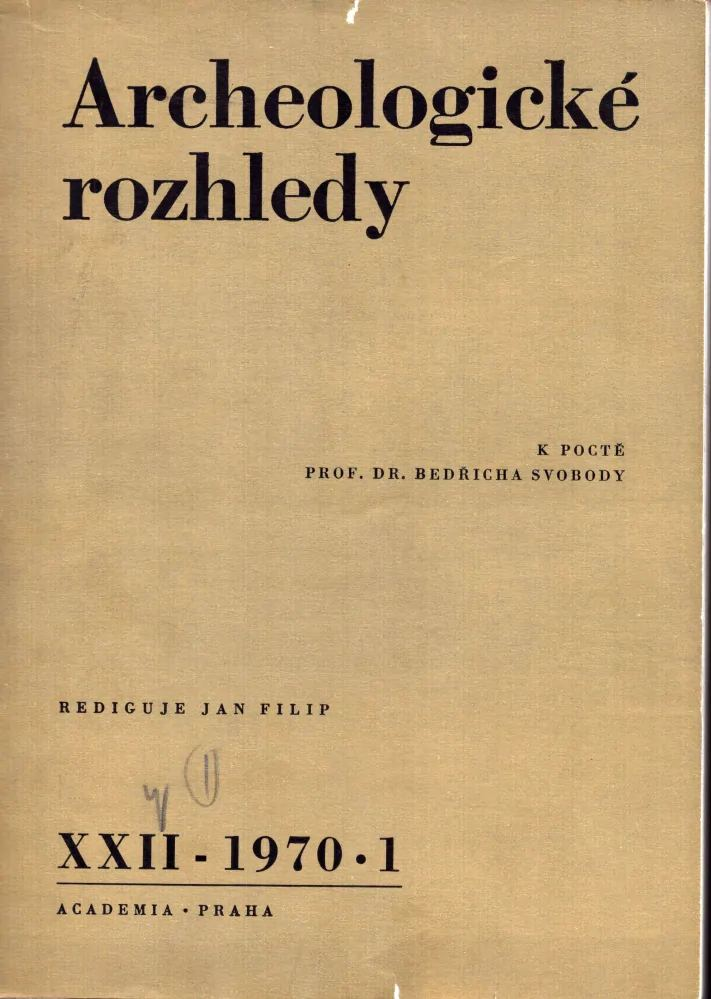 Archeologické
rozhledy
K POCTĚ
PROF. DR. BEDŘICHA SVOBODY
REDIGUJE JAN FILIP
XXII - 1970 • 1
ACADEMIA • PRAHA